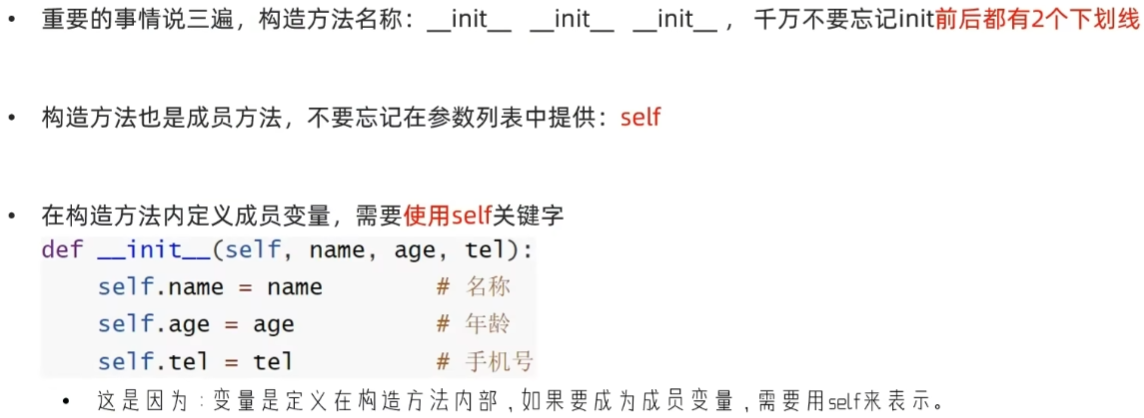 • 重要的事情说三遍，构造方法名称：__init__ __init__ __init__ ， 千万不要忘记init前后都有2个下划线
• 构造方法也是成员方法，不要忘记在参数列表中提供：self
• 在构造方法内定义成员变量，需要使用self关键字
def __init__(self, name, age, tel):
    self.name = name        # 名称
    self.age = age          # 年龄
    self.tel = tel          # 手机号
• 这是因为：变量是定义在构造方法内部，如果要成为成员变量，需要用self来表示。